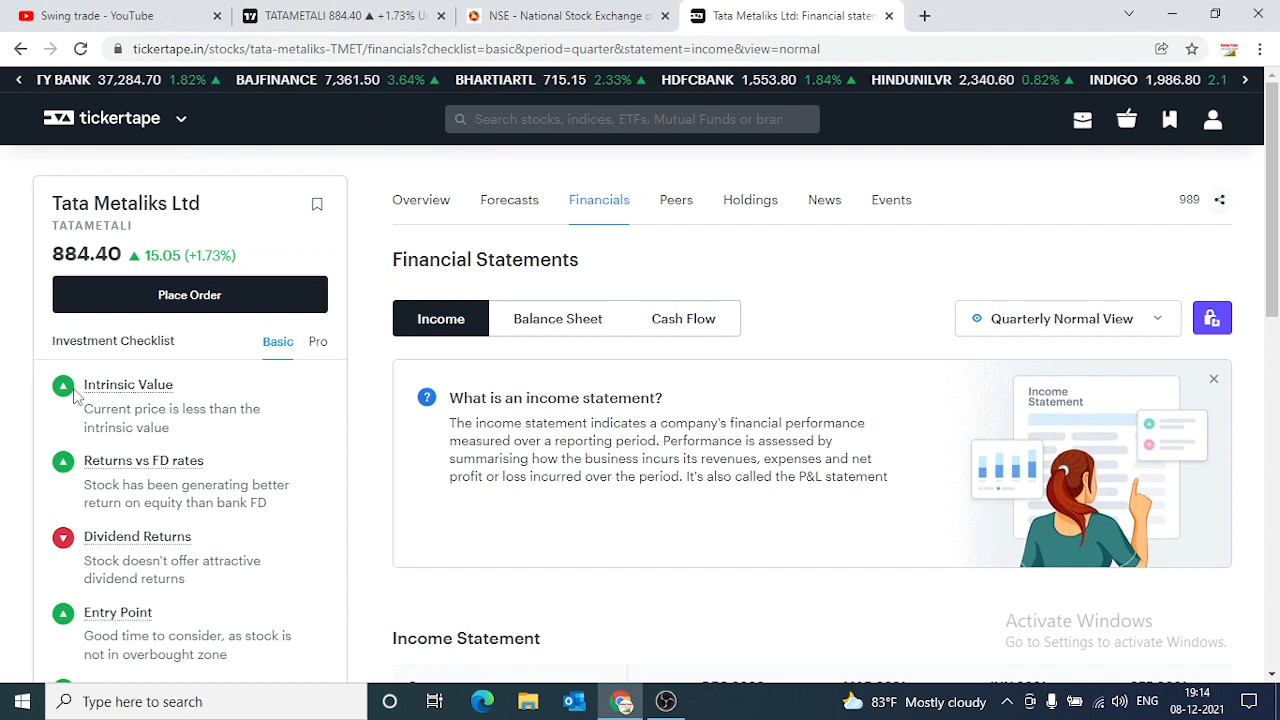 Swing trade - YouTube
TATAMETALI 884.40 ▲ +1.73% U
NSE - National Stock Exchange o
Tata Metaliks Ltd: Financial staten
tickertape.in/stocks/tata-metaliks-TMET/financials?checklist=basic&period=quarter&statement=income&view=normal
TY BANK 37,284.70 1.82% ▲ BAJFINANCE 7,361.50 3.64% ▲ BHARTIARTL 715.15 2.33% ▲ HDFCBANK 1,553.80 1.84% ▲ HINDUNILVR 2,340.60 0.82% ▲ INDIGO 1,986.80 2.1
tickertape
Search stocks, indices, ETFs, Mutual Funds or bran
Tata Metaliks Ltd
TATAMETALI
884.40 ▲ 15.05 (+1.73%)
Place Order
Investment Checklist Basic Pro
Intrinsic Value
Current price is less than the
intrinsic value
Returns vs FD rates
Stock has been generating better
return on equity than bank FD
Dividend Returns
Stock doesn't offer attractive
dividend returns
Entry Point
Good time to consider, as stock is
not in overbought zone
Overview Forecasts Financials Peers Holdings News Events 989
Financial Statements
Income Balance Sheet Cash Flow Quarterly Normal View
? What is an income statement?
The income statement indicates a company's financial performance
measured over a reporting period. Performance is assessed by
summarising how the business incurs its revenues, expenses and net
profit or loss incurred over the period. It's also called the P&L statement
Income
Statement
Income Statement
Activate Windows
Go to Settings to activate Windows.
Type here to search
83°F Mostly cloudy
ENG
19:14
08-12-2021